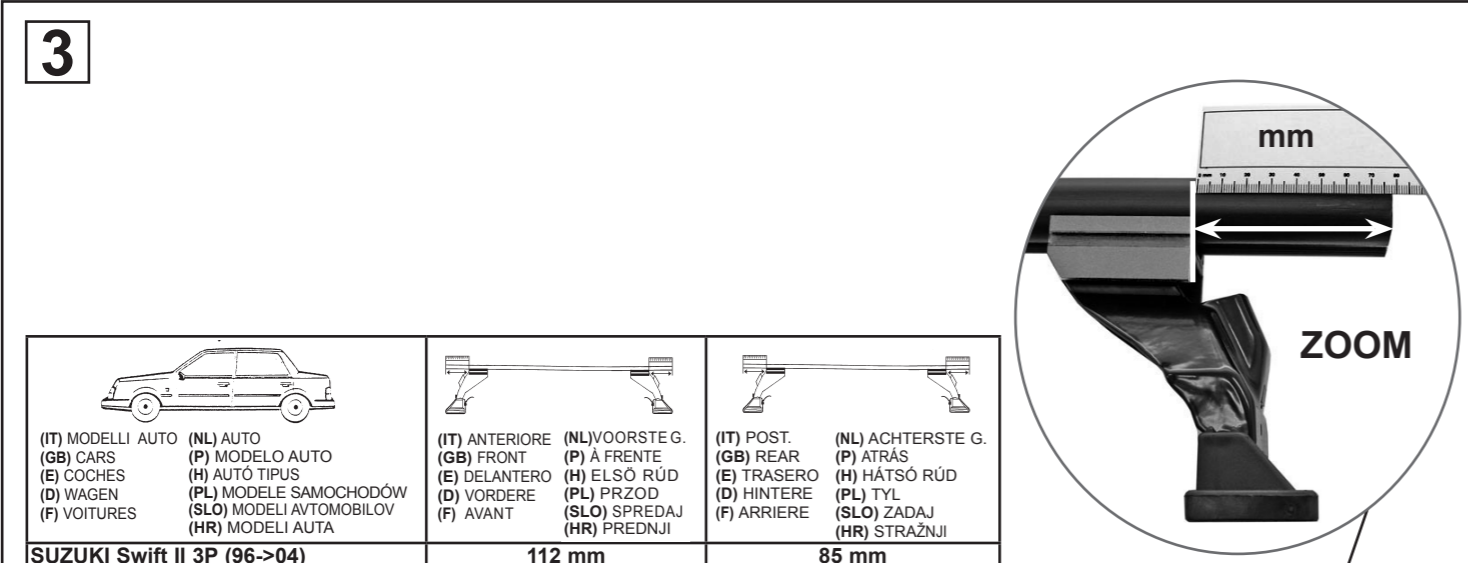 3
mm
ZOOM
(IT) MODELLI AUTO
(GB) CARS
(E) COCHES
(D) WAGEN
(F) VOITURES
(NL) AUTO
(P) MODELO AUTO
(H) AUTÓ TIPUS
(PL) MODELE SAMOCHODÓW
(SLO) MODELI AVTOMOBILOV
(HR) MODELI AUTA
(IT) ANTERIORE
(GB) FRONT
(E) DELANTERO
(D) VORDERE
(F) AVANT
(NL)VOORSTE G.
(P) À FRENTE
(H) ELSÖ RÚD
(PL) PRZOD
(SLO) SPREDAJ
(HR) PREDNJI
(IT) POST.
(GB) REAR
(E) TRASERO
(D) HINTERE
(F) ARRIERE
(NL) ACHTERSTE G.
(P) ATRÁS
(H) HÁTSÓ RÚD
(PL) TYL
(SLO) ZADAJ
(HR) STRAŽNJI
SUZUKI Swift II 3P (96->04)
112 mm
85 mm